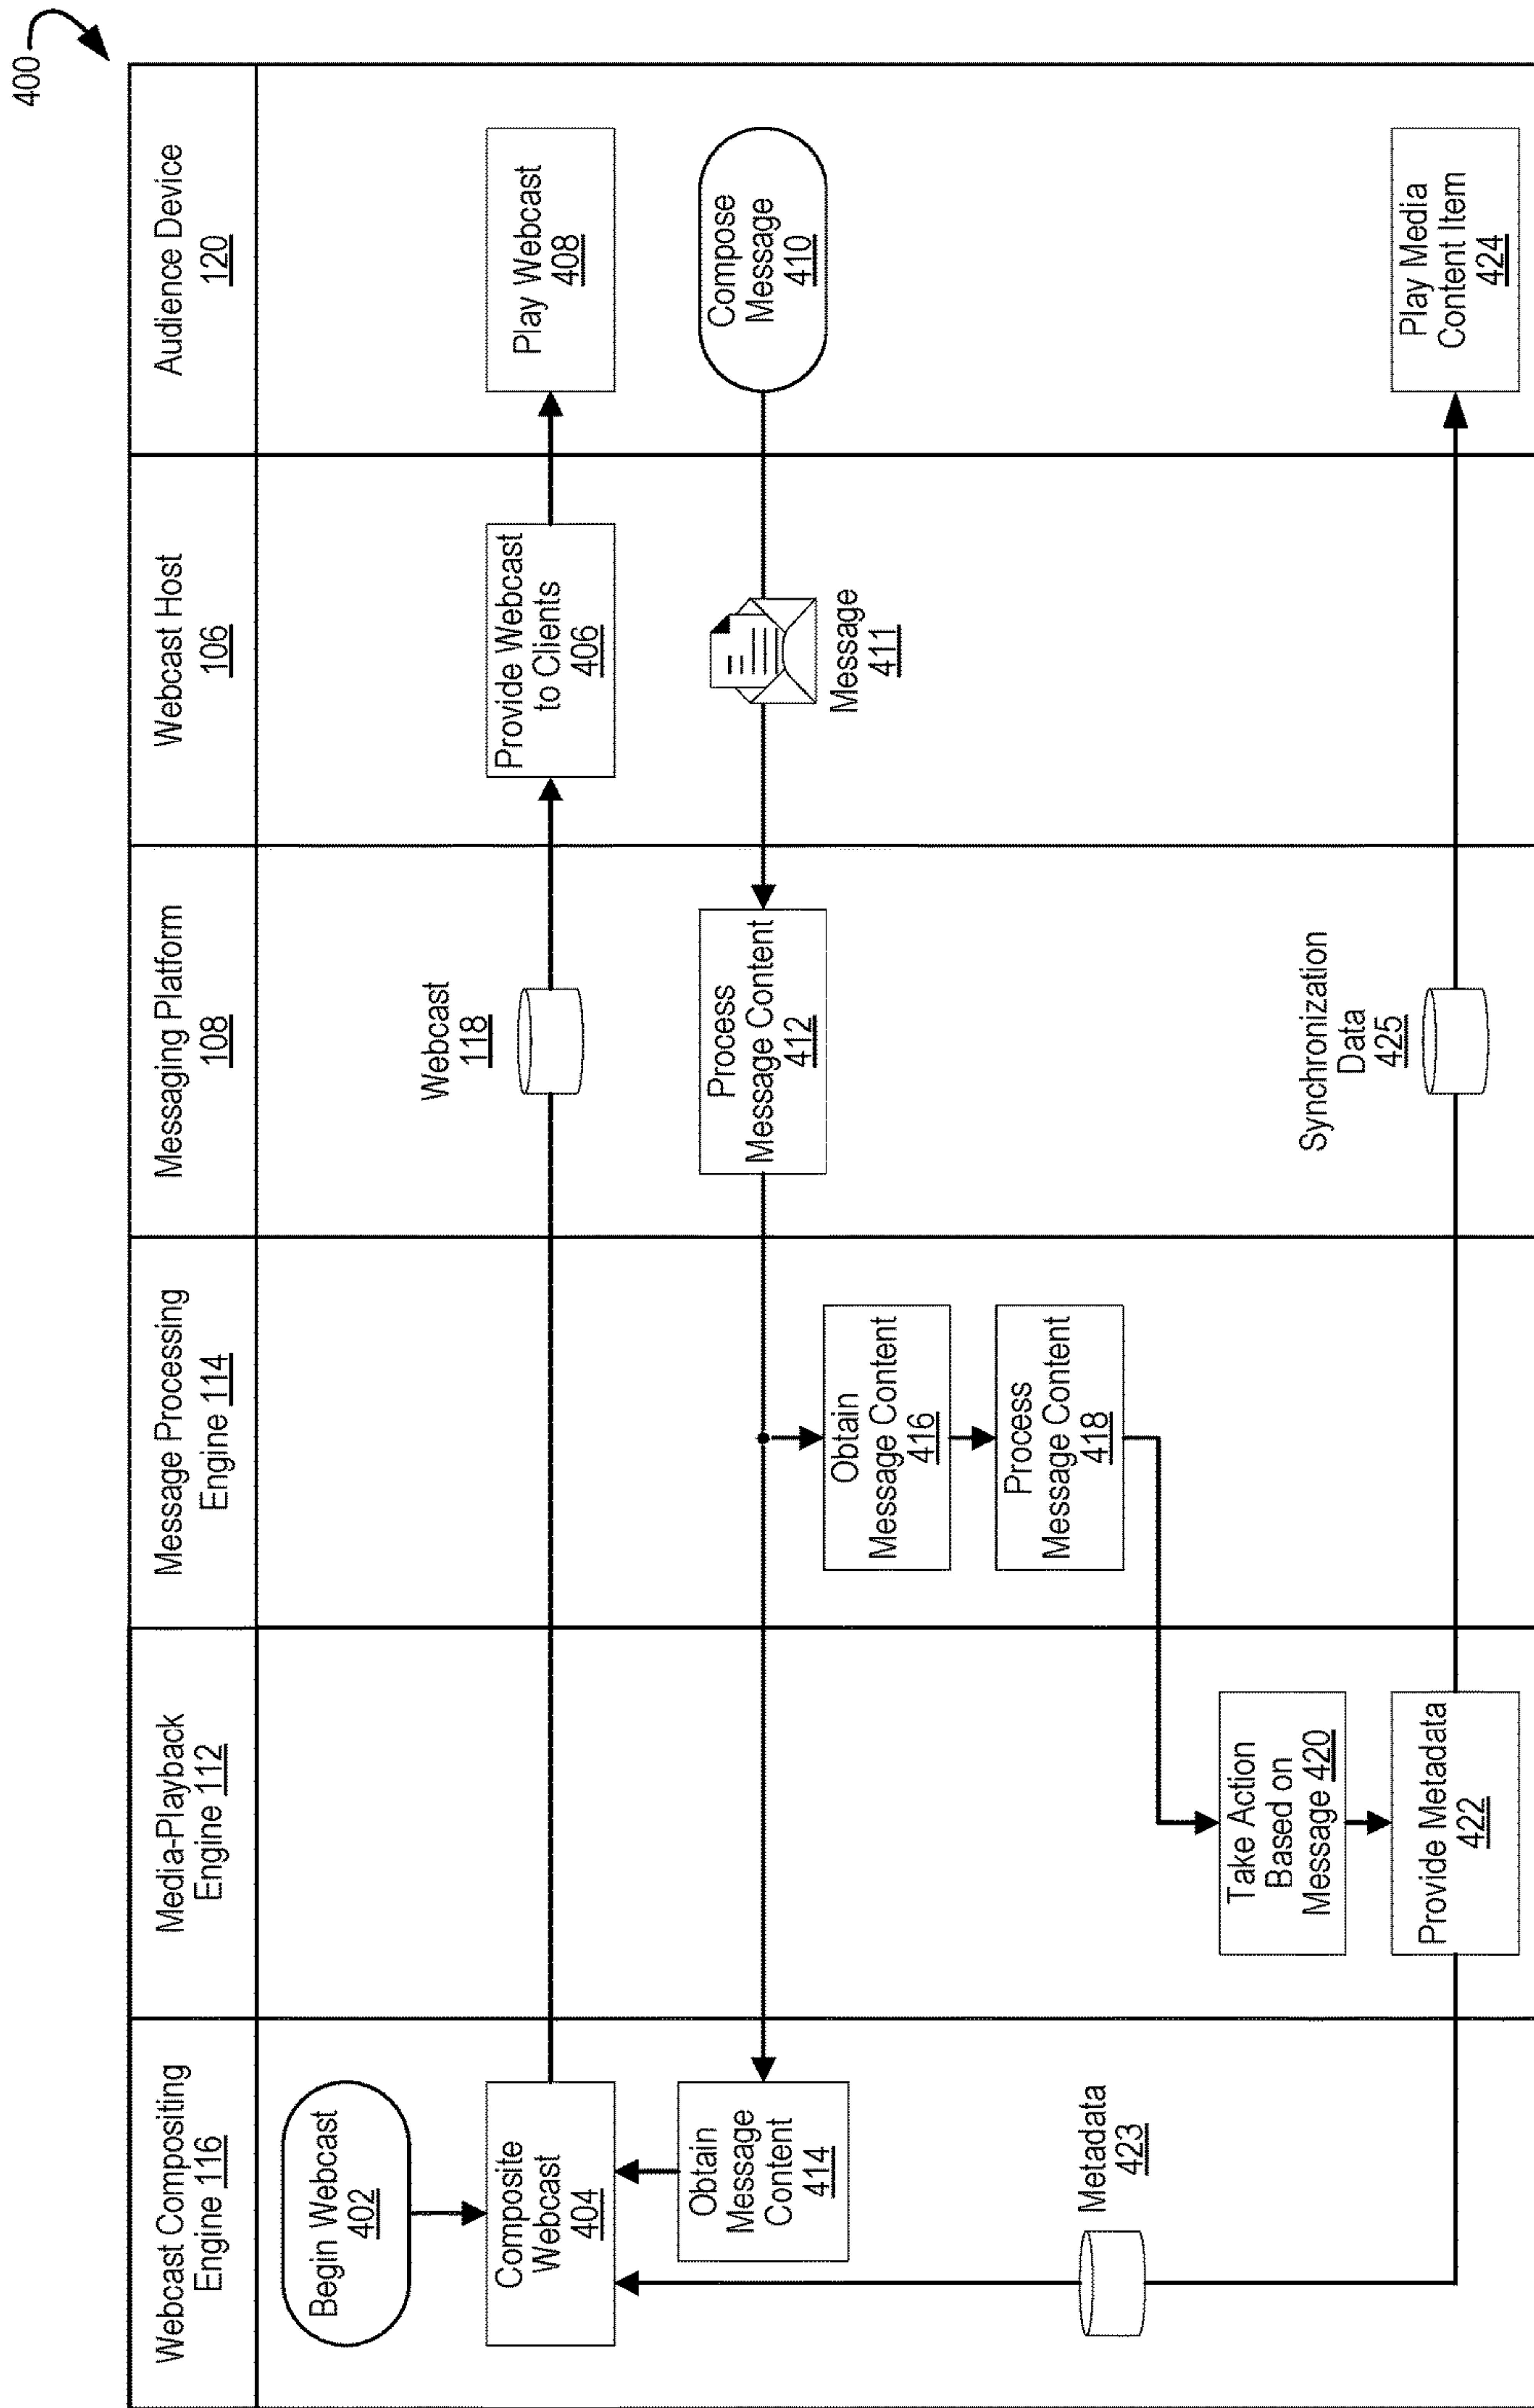 400
Webcast Compositing
Engine 116
Media-Playback
Engine 112
Message Processing
Engine 114
Messaging Platform
108
Webcast Host
106
Audience Device
120
Begin Webcast
402
Composite
Webcast
404
Webcast
118
Provide Webcast
to Clients
406
Play Webcast
408
Obtain
Message
Content
414
Process
Message Content
412
Message
411
Compose
Message
410
Obtain
Message Content
416
Process
Message Content
418
Metadata
423
Take Action
Based on
Message 420
Provide Metadata
422
Synchronization
Data
425
Play Media
Content Item
424